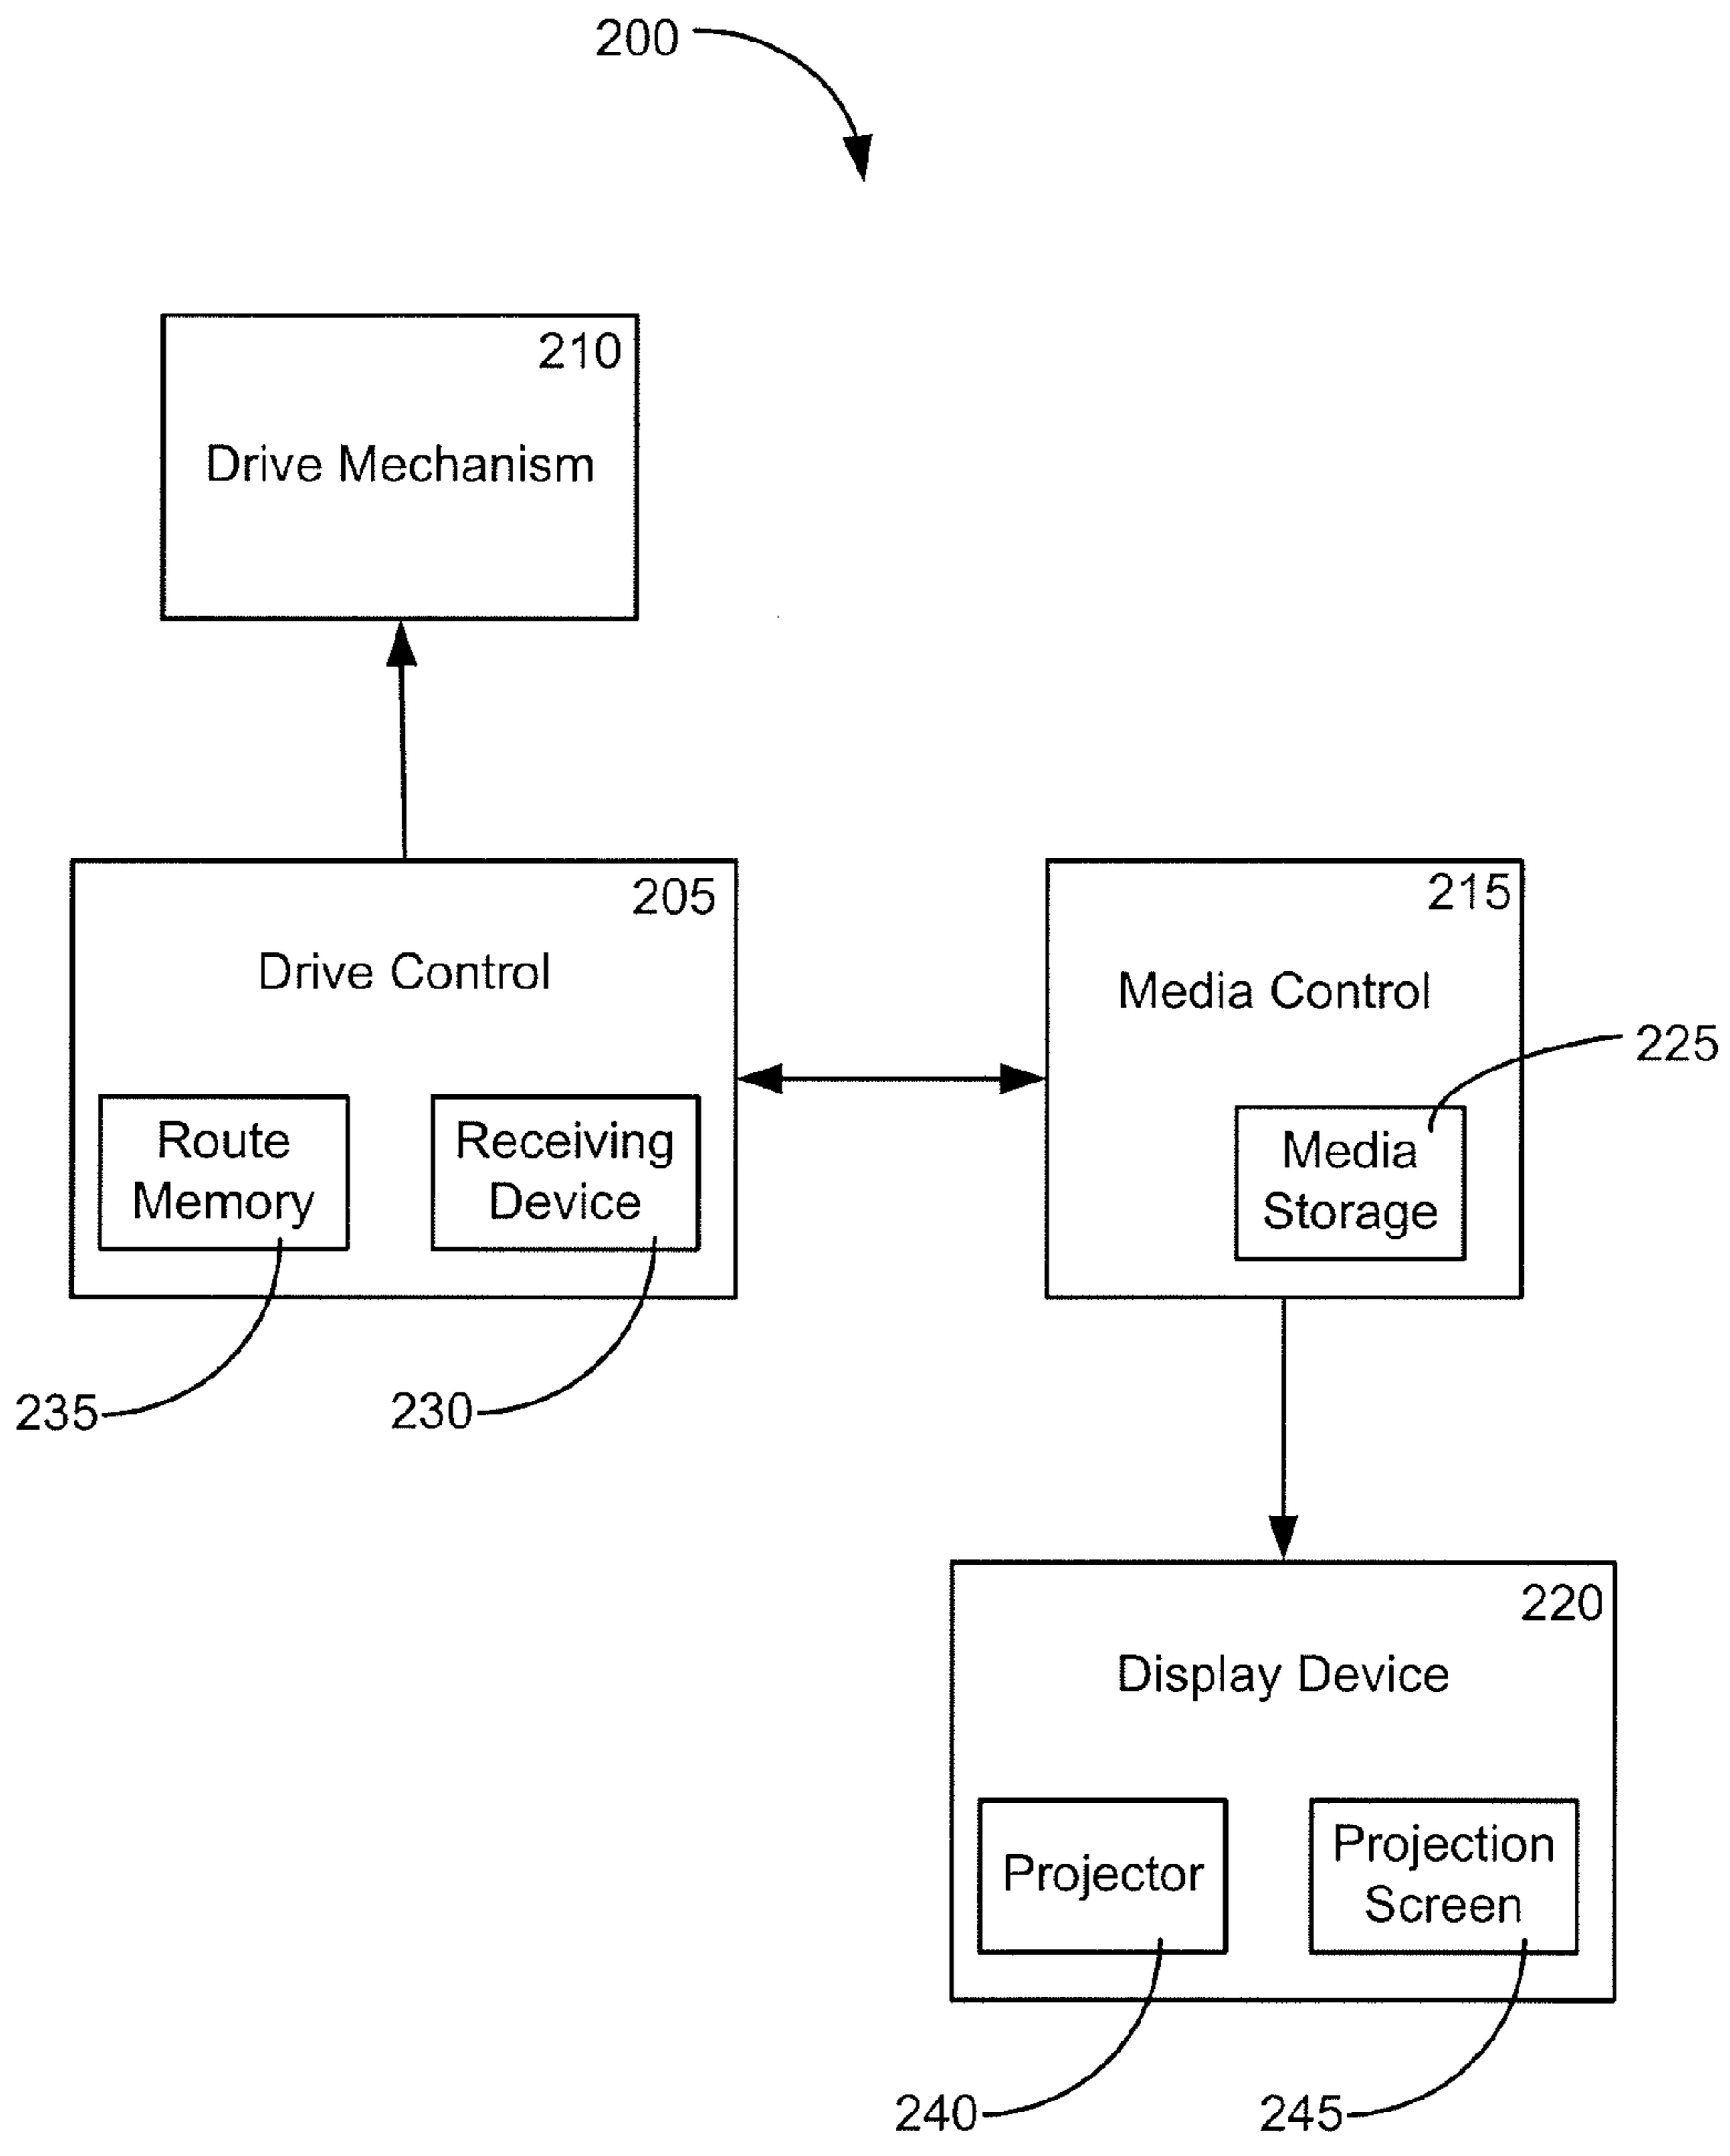 200
210
Drive Mechanism
205
Drive Control
Route
Memory
Receiving
Device
235
230
215
Media Control
225
Media
Storage
220
Display Device
Projector
Projection
Screen
240
245